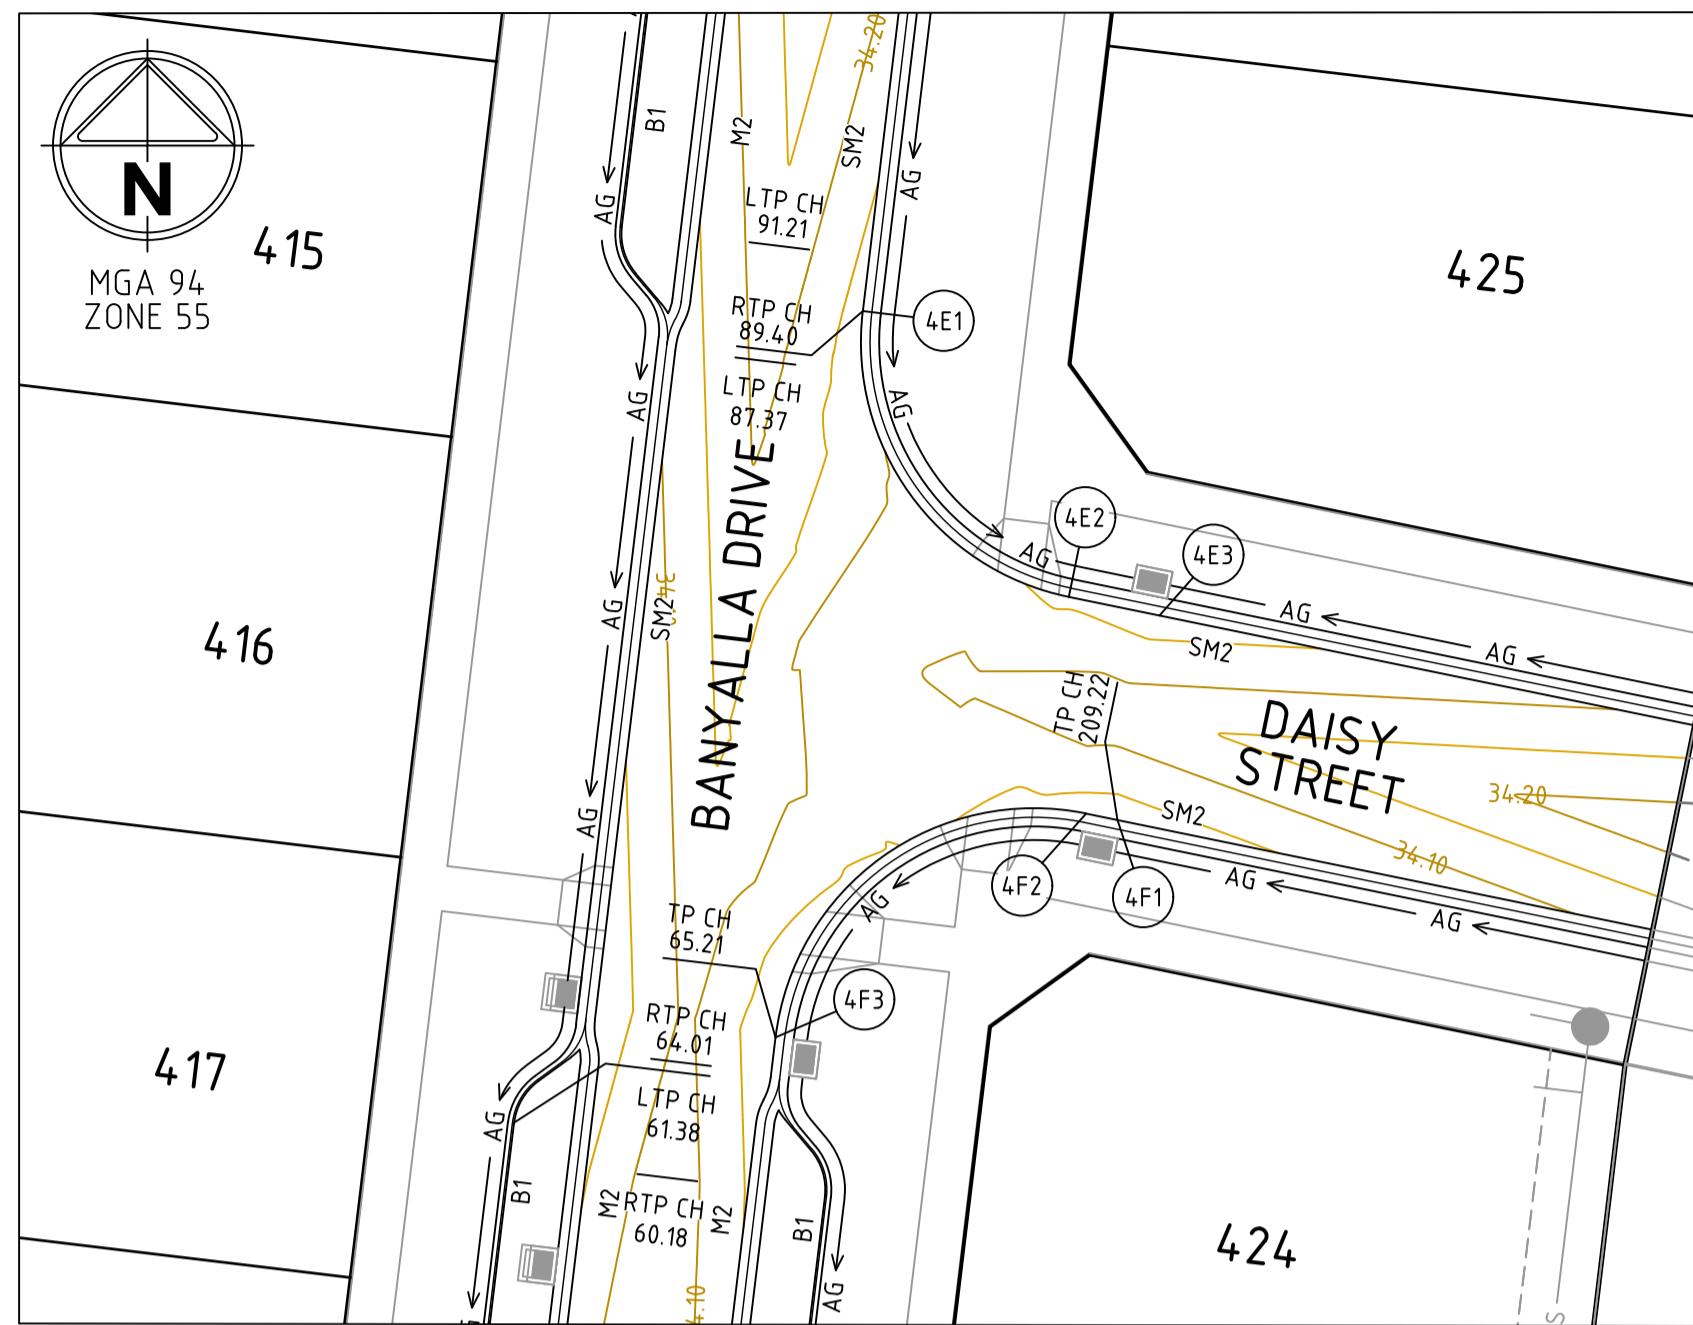 34.20
B1
M2
SM2
AG
AG
N
MGA 94
ZONE 55
415
LTP CH
91.21
425
RTP CH
89.40
4E1
LTP CH
87.37
AG
AG
BANYALLA DRIVE
4E2
4E3
AG
AG
AG
AG
SM2
SM2
416
TP CH
209.22
DAISY
STREET
34.20
SM2
34.10
AG
AG
AG
AG
4F2
4F1
TP CH
65.21
4F3
RTP CH
64.01
417
LTP CH
61.38
AG
B1
M2
RTP CH
60.18
M2
B1
424
AG
S